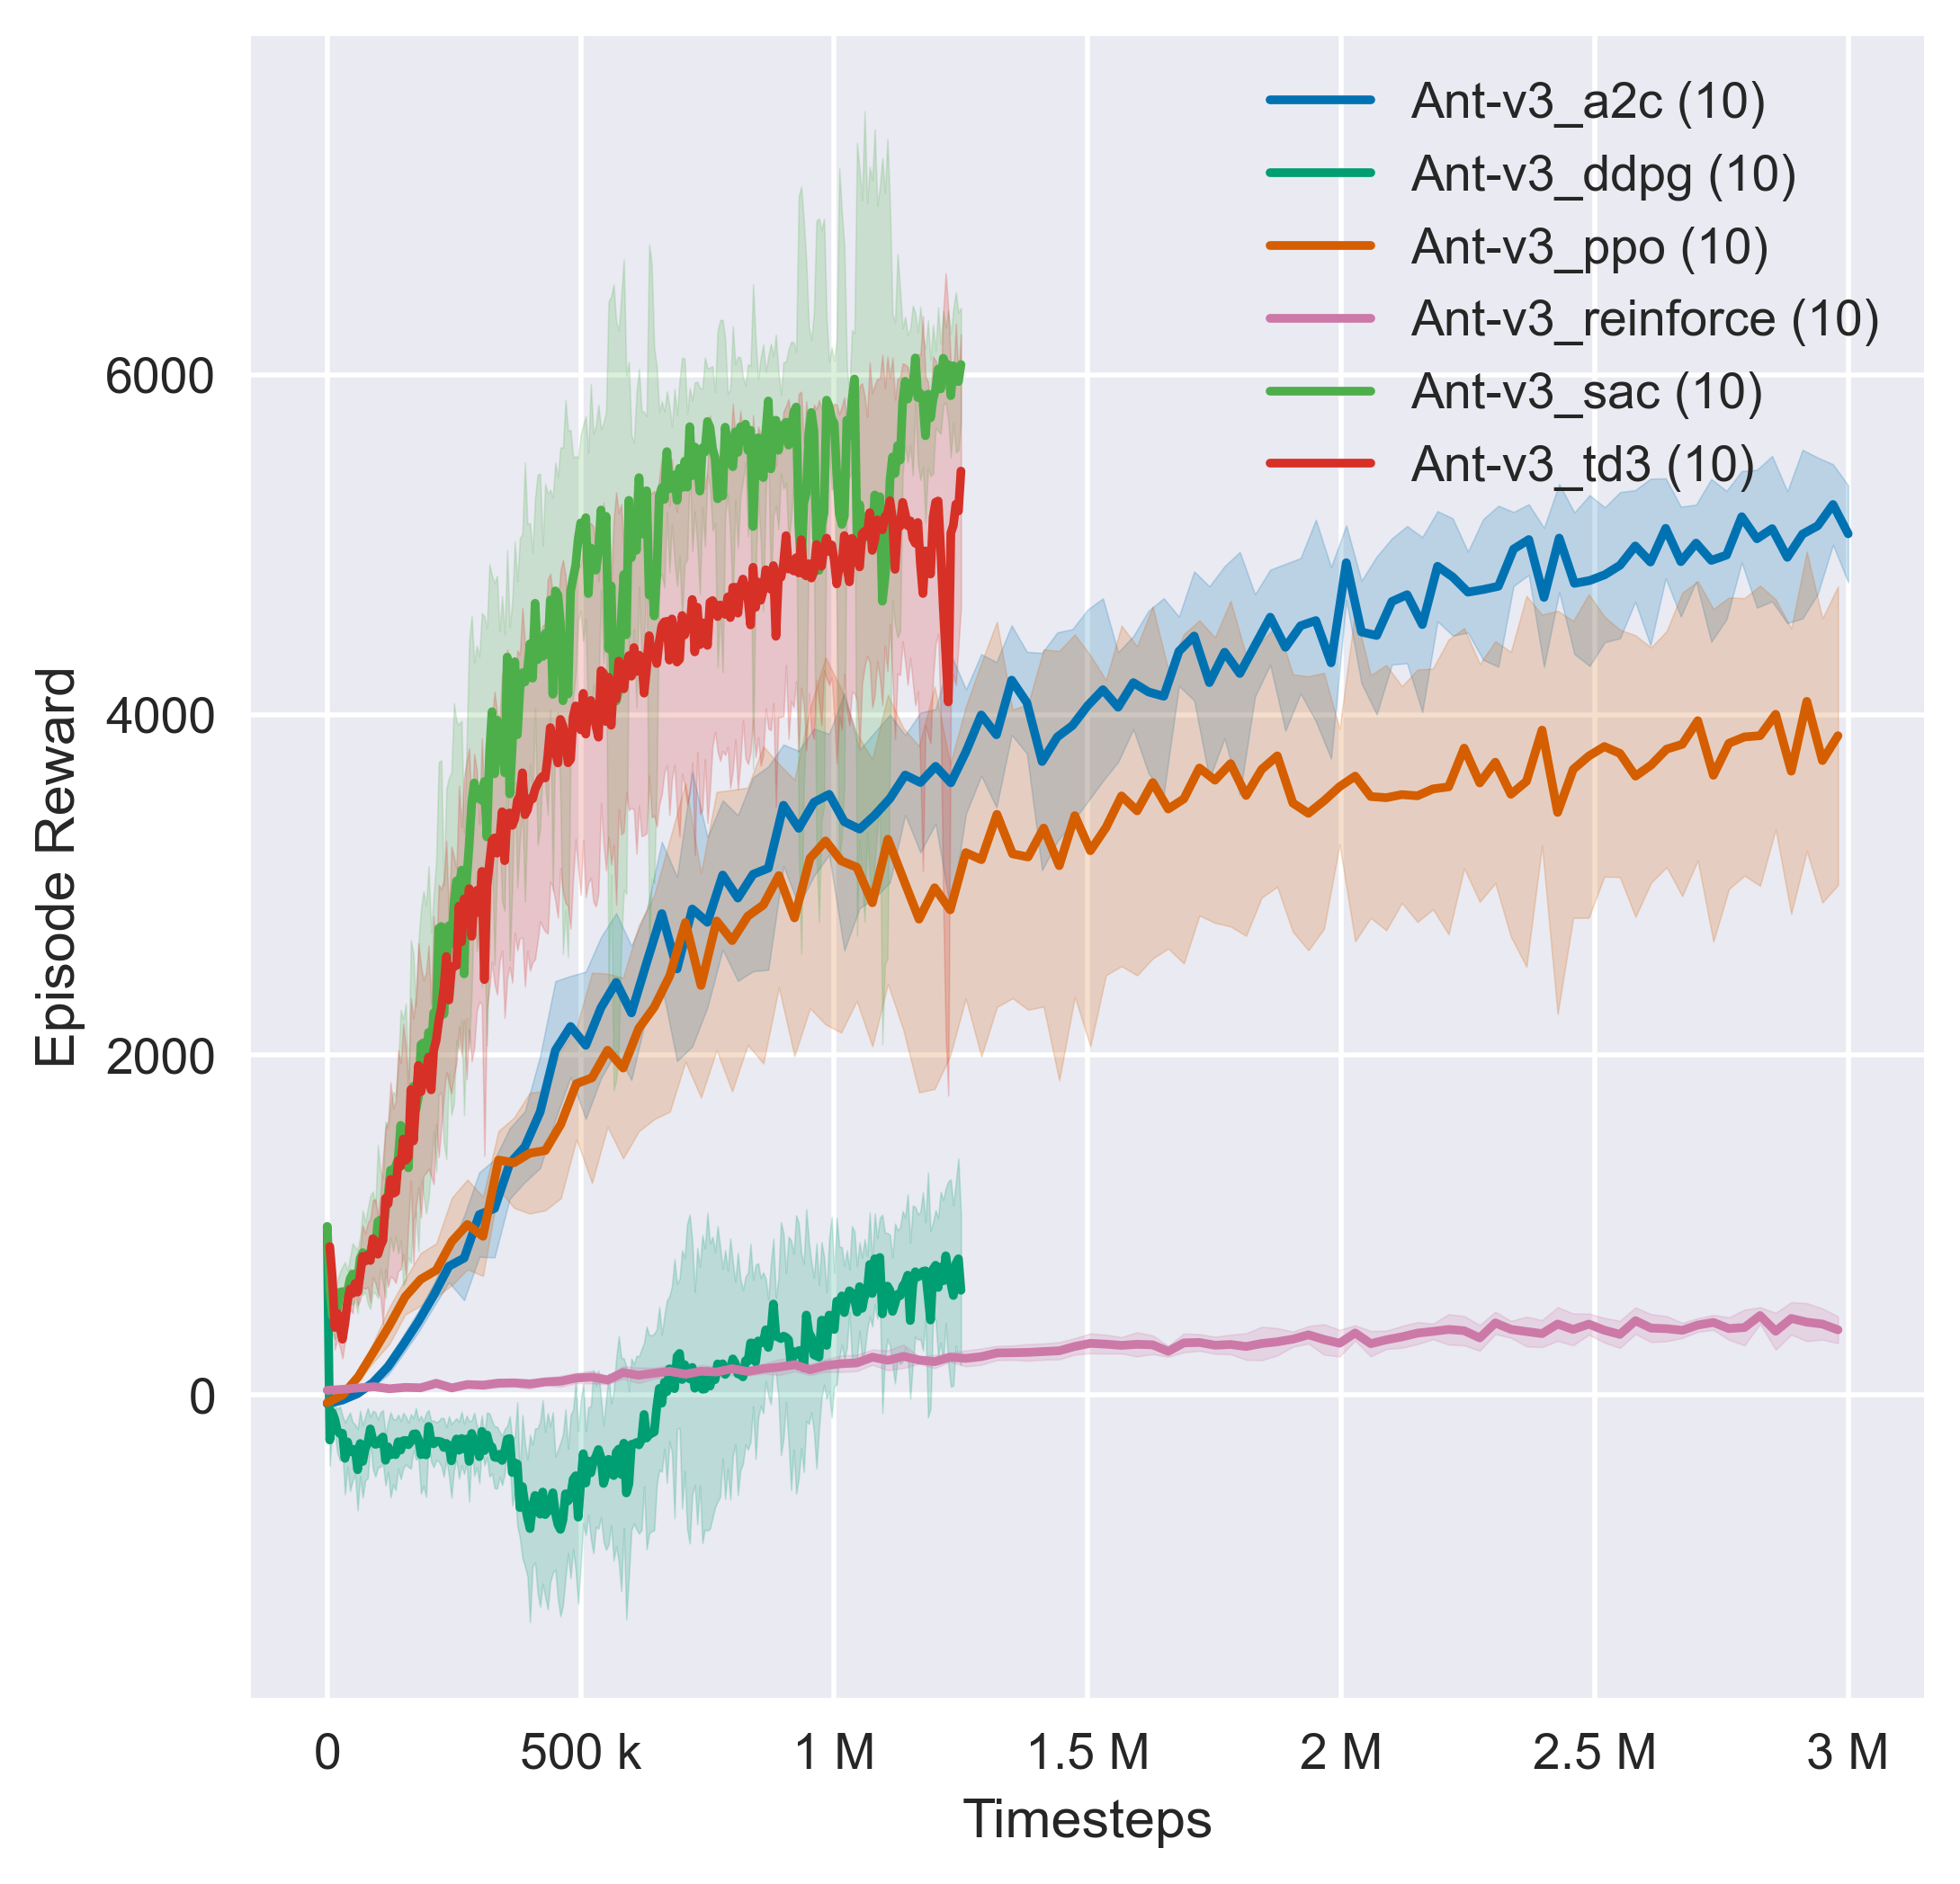 Ant-v3_a2c (10)
Ant-v3_ddpg (10)
Ant-v3_ppo (10)
Ant-v3_reinforce (10)
Ant-v3_sac (10)
Ant-v3_td3 (10)
6000
4000
2000
0
Episode Reward
0 500 k 1 M 1.5 M 2 M 2.5 M 3 M
Timesteps